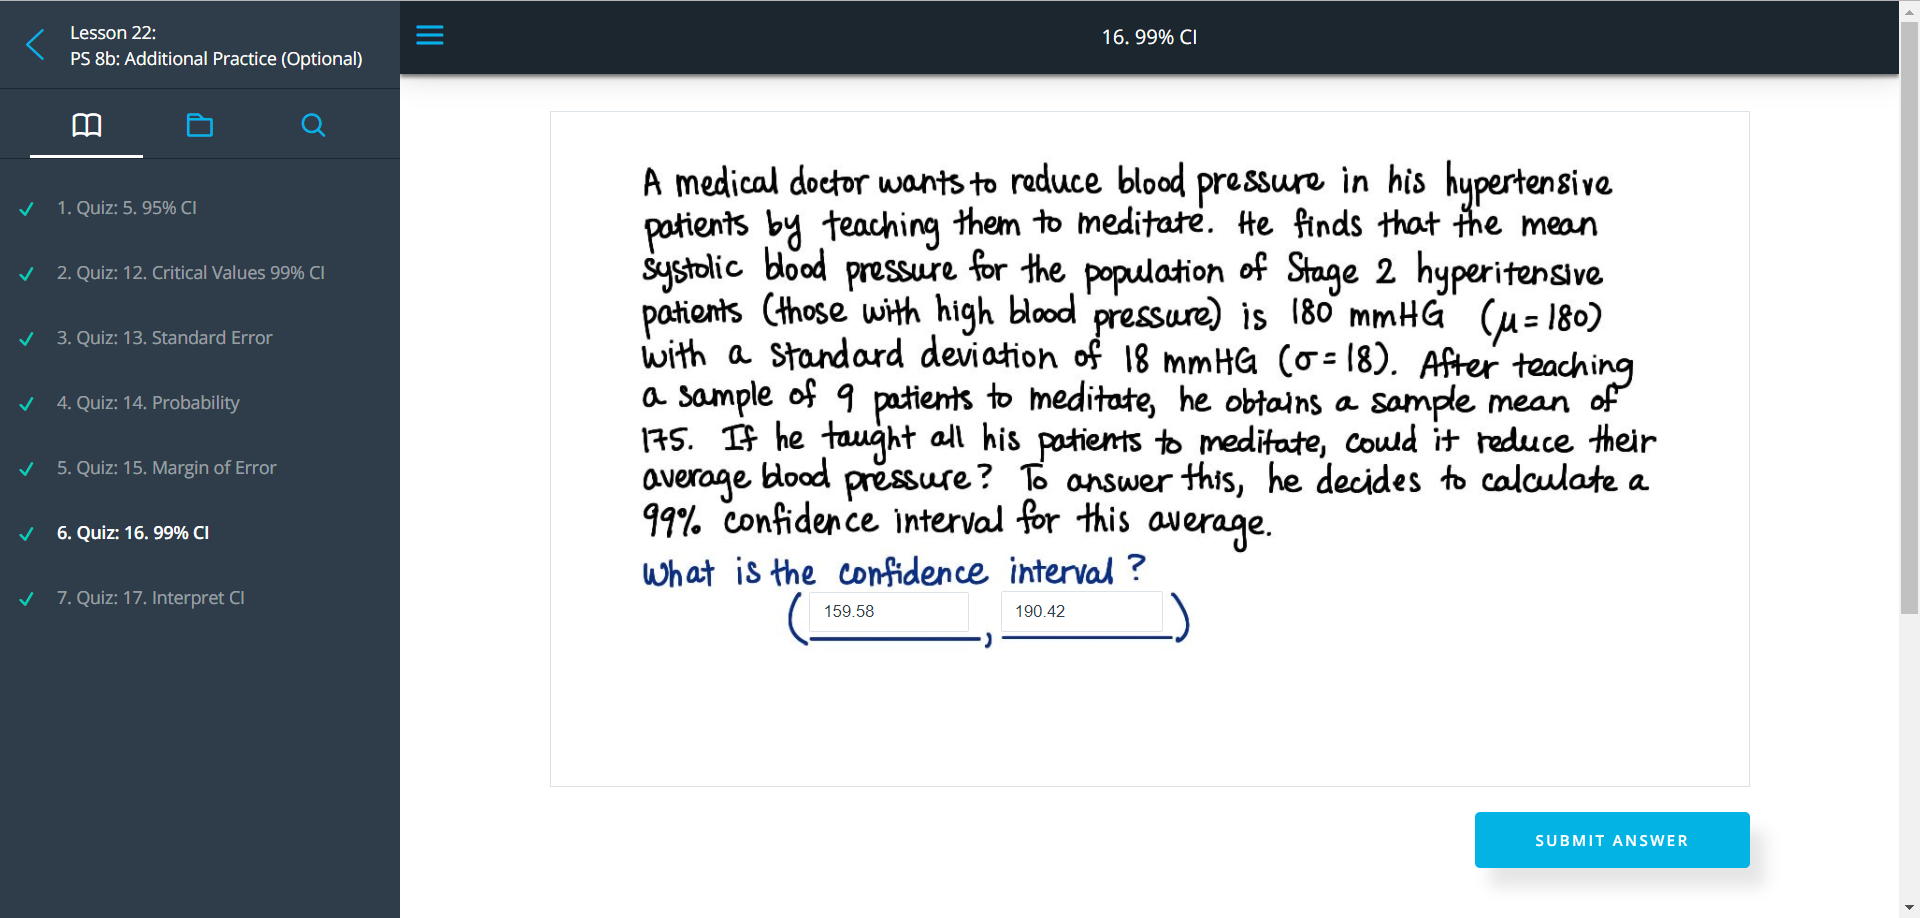 Lesson 22:
PS 8b: Additional Practice (Optional)
16. 99% CI
1. Quiz: 5. 95% CI
2. Quiz: 12. Critical Values 99% CI
3. Quiz: 13. Standard Error
4. Quiz: 14. Probability
5. Quiz: 15. Margin of Error
6. Quiz: 16. 99% CI
7. Quiz: 17. Interpret CI
A medical doctor wants to reduce blood pressure in his hypertensive
patients by teaching them to meditate. He finds that the mean
systolic blood pressure for the population of Stage 2 hyperitensive
patients (those with high blood pressure) is 180 mmHG (μ=180)
with a standard deviation of 18 mmHG (σ=18). After teaching
a sample of 9 patients to meditate, he obtains a sample mean of
175. If he taught all his patients to meditate, could it reduce their
average blood pressure? To answer this, he decides to calculate a
99% confidence interval for this average.
What is the confidence interval?
(159.58, 190.42)
SUBMIT ANSWER